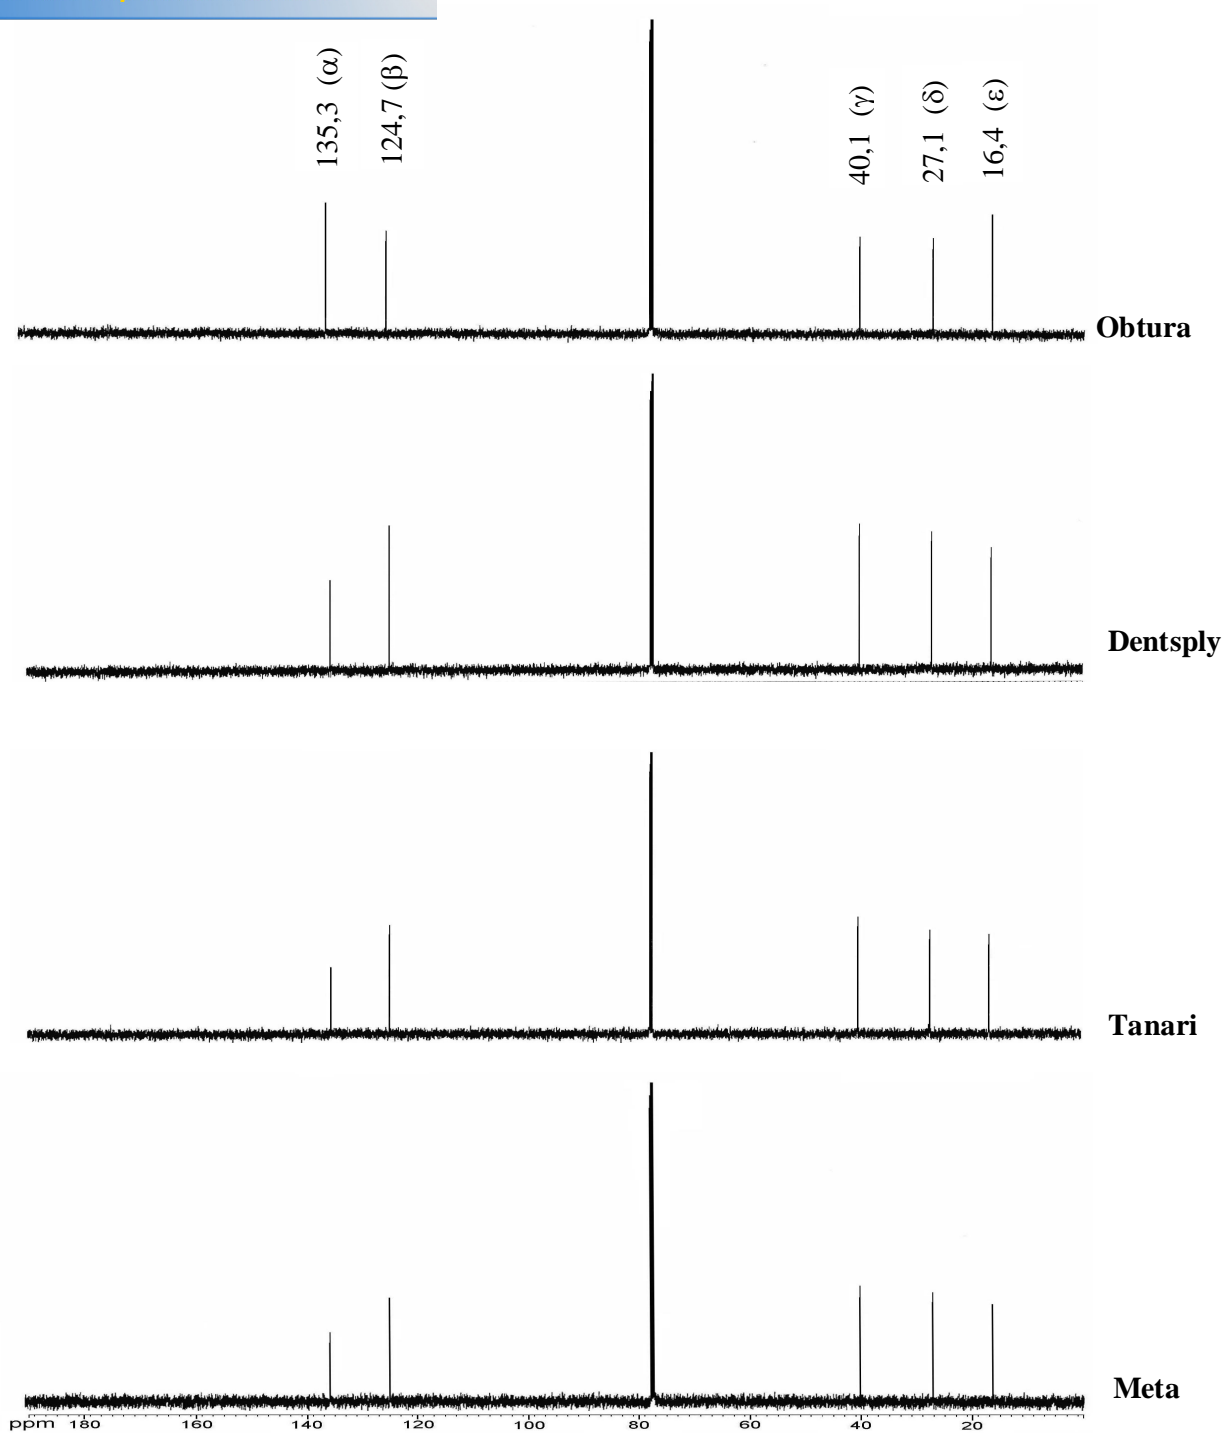 135,3 (α)
124,7 (β)
40,1 (γ)
27,1 (δ)
16,4 (ε)
Obtura
Dentsply
Tanari
Meta
ppm 180 160 140 120 100 80 60 40 20